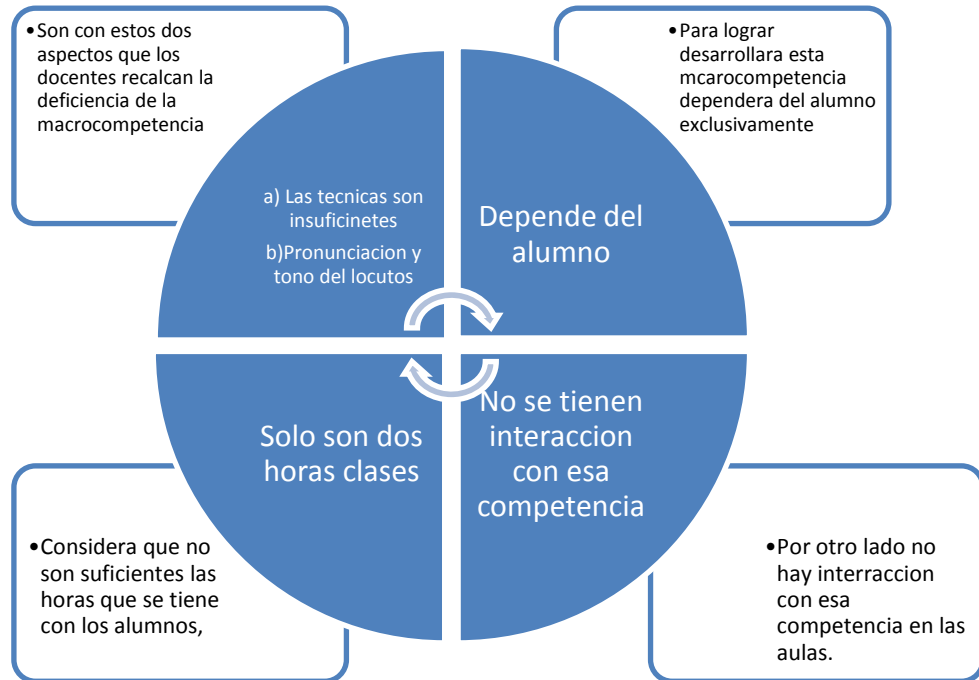 •Son con estos dos
aspectos que los
docentes recalcan la
deficiencia de la
macrocompetencia
•Para lograr
desarrollara esta
mcarocompetencia
dependera del alumno
exclusivamente
a) Las tecnicas son
insuficinetes
b)Pronunciacion y
tono del locutos
Depende del
alumno
Solo son dos
horas clases
No se tienen
interaccion
con esa
competencia
•Considera que no
son suficientes las
horas que se tiene
con los alumnos,
•Por otro lado no
hay interraccion
con esa
competencia en las
aulas.